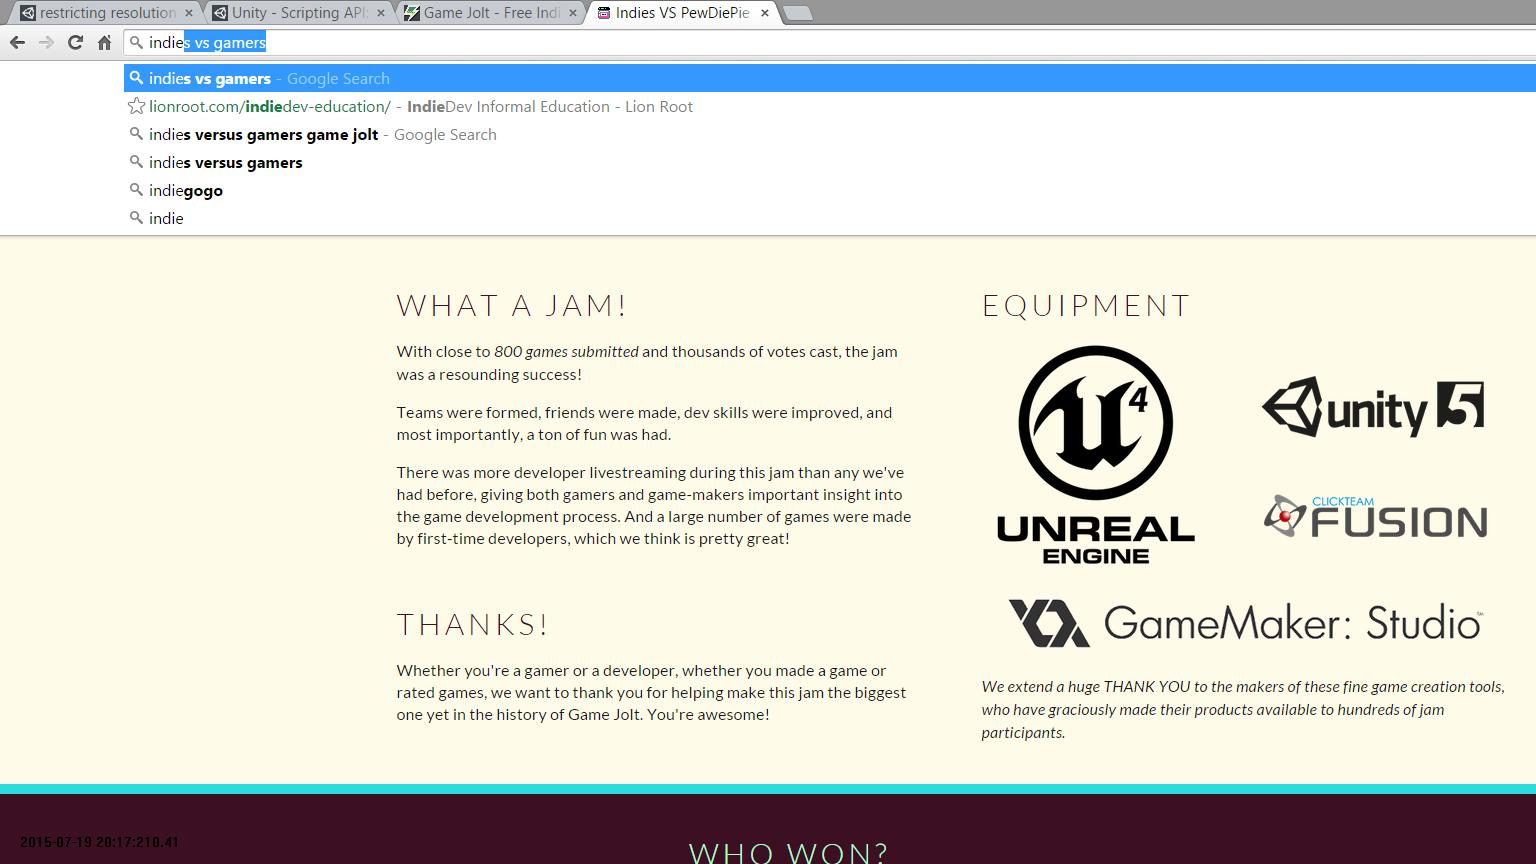 restricting resolution
Unity - Scripting API:
Game Jolt - Free Indi
Indies VS PewDiePie
indies vs gamers
indies vs gamers - Google Search
lionroot.com/indiedev-education/ - IndieDev Informal Education - Lion Root
indies versus gamers game jolt - Google Search
indies versus gamers
indiegogo
indie
WHAT A JAM!
With close to 800 games submitted and thousands of votes cast, the jam
was a resounding success!
Teams were formed, friends were made, dev skills were improved, and
most importantly, a ton of fun was had.
There was more developer livestreaming during this jam than any we've
had before, giving both gamers and game-makers important insight into
the game development process. And a large number of games were made
by first-time developers, which we think is pretty great!
THANKS!
Whether you're a gamer or a developer, whether you made a game or
rated games, we want to thank you for helping make this jam the biggest
one yet in the history of Game Jolt. You're awesome!
EQUIPMENT
4
UNREAL
ENGINE
unity 5
CLICKTEAM
FUSION
GameMaker: Studio™
We extend a huge THANK YOU to the makers of these fine game creation tools,
who have graciously made their products available to hundreds of jam
participants.
2015-07-19 20:17:210.41
WHO WON?